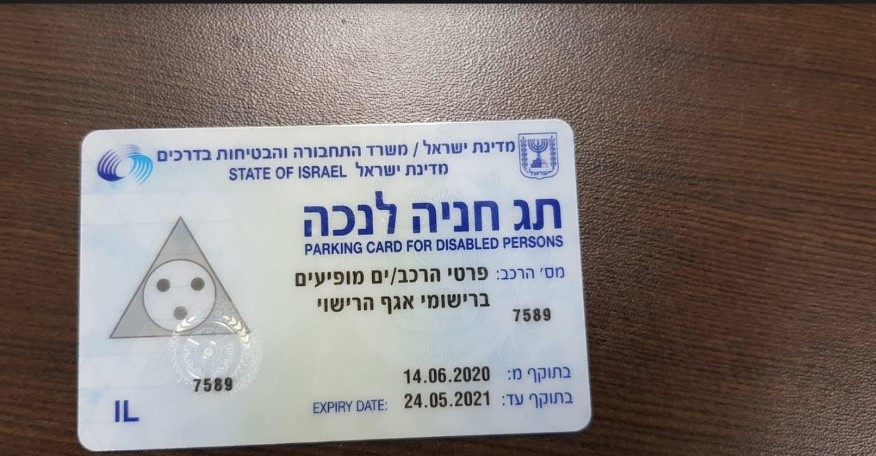 מדינת ישראל / משרד התחבורה והבטיחות בדרכים
מדינת ישראל STATE OF ISRAEL
תג חניה לנכה
PARKING CARD FOR DISABLED PERSONS
מס׳ הרכב: פרטי הרכב/ים מופיעים
ברישומי אגף הרישוי
7589
7589
בתוקף מ: 14.06.2020
בתוקף עד: 24.05.2021 EXPIRY DATE:
IL